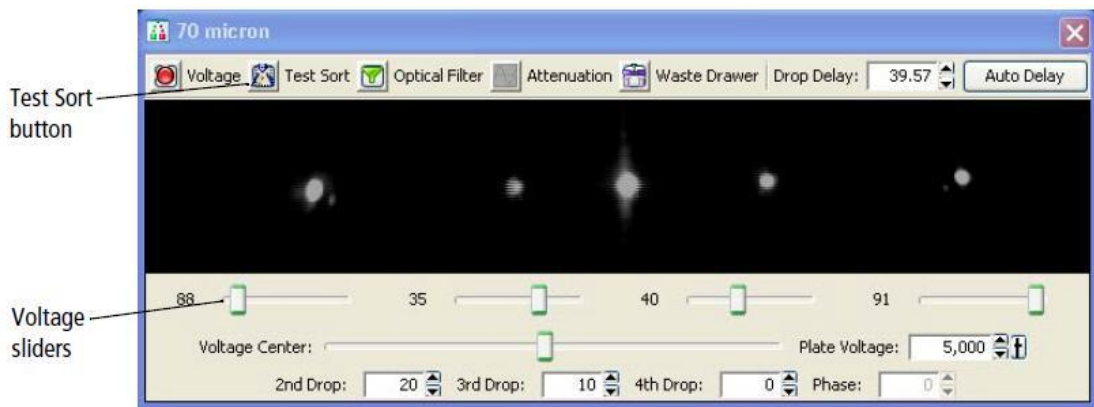 70 micron
Voltage Test Sort Optical Filter Attenuation Waste Drawer Drop Delay: 39.57 Auto Delay
Test Sort
button
88 35 40 91
Voltage
sliders
Voltage Center: Plate Voltage: 5,000
2nd Drop: 20 3rd Drop: 10 4th Drop: 0 Phase: 0